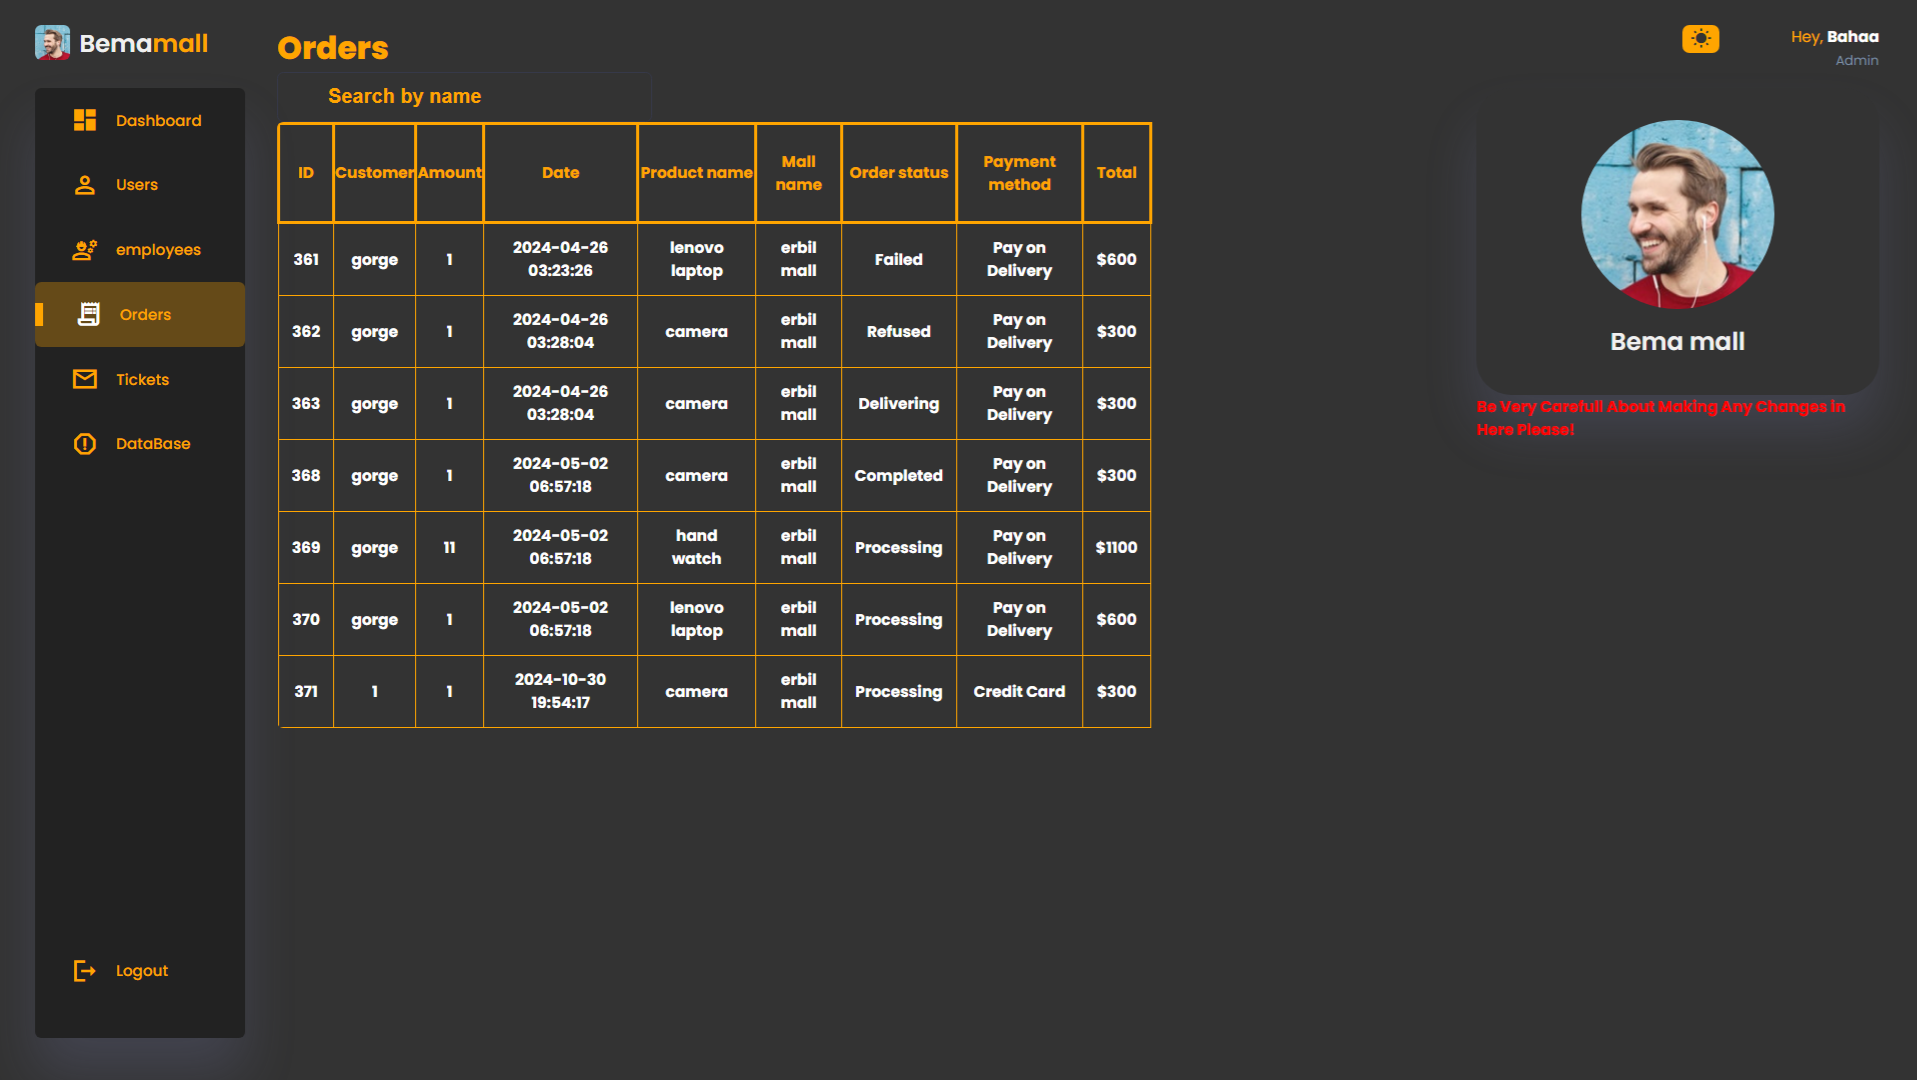 Bemamall
Dashboard
Users
employees
Orders
Tickets
DataBase
Logout
Orders
Search by name
ID Customer Amount Date Product name Mall name Order status Payment method Total
361 gorge 1 2024-04-26 03:23:26 lenovo laptop erbil mall Failed Pay on Delivery $600
362 gorge 1 2024-04-26 03:28:04 camera erbil mall Refused Pay on Delivery $300
363 gorge 1 2024-04-26 03:28:04 camera erbil mall Delivering Pay on Delivery $300
368 gorge 1 2024-05-02 06:57:18 camera erbil mall Completed Pay on Delivery $300
369 gorge 11 2024-05-02 06:57:18 hand watch erbil mall Processing Pay on Delivery $1100
370 gorge 1 2024-05-02 06:57:18 lenovo laptop erbil mall Processing Pay on Delivery $600
371 1 1 2024-10-30 19:54:17 camera erbil mall Processing Credit Card $300
Hey, Bahaa
Admin
Bema mall
Be Very Carefull About Making Any Changes in
Here Please!